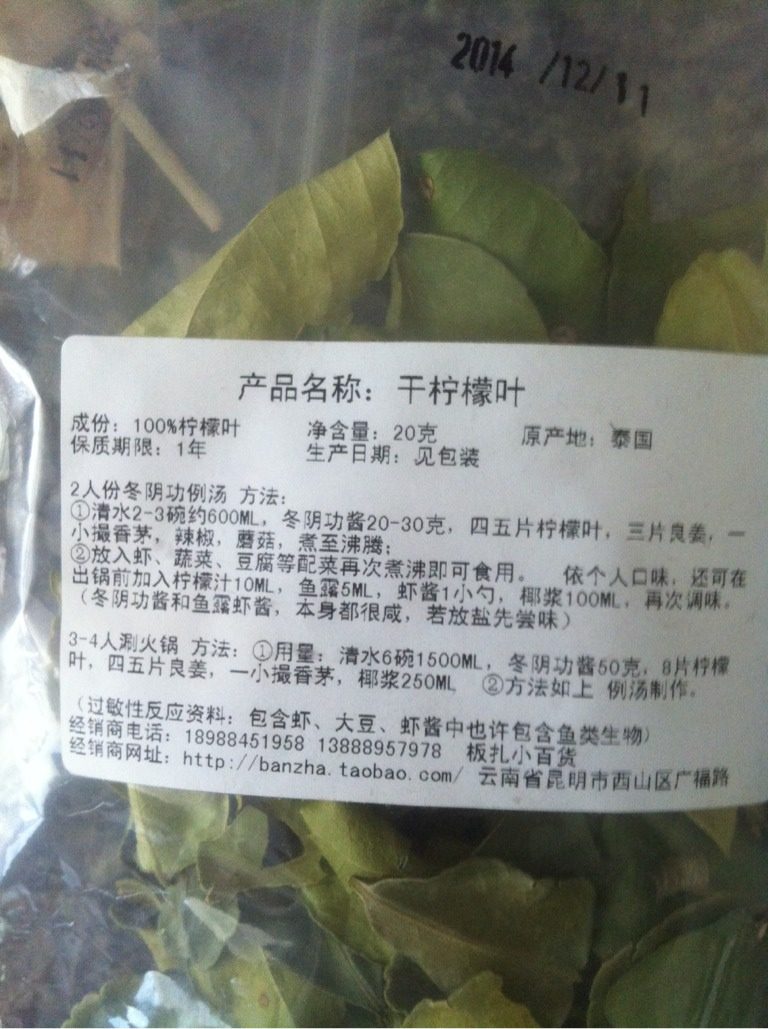 2014/12/11
产品名称：干柠檬叶
成份：100%柠檬叶 净含量：20克 原产地：泰国
保质期限：1年 生产日期：见包装
2人份冬阴功例汤 方法：
①清水2-3碗约600ML，冬阴功酱20-30克，四五片柠檬叶，三片良姜，一
小撮香茅，辣椒，蘑菇，煮至沸腾；
②放入虾、蔬菜、豆腐等配菜再次煮沸即可食用。 依个人口味，还可在
出锅前加入柠檬汁10ML，鱼露5ML，虾酱1小勺，椰浆100ML，再次调味。
（冬阴功酱和鱼露虾酱，本身都很咸，若放盐先尝味）
3-4人涮火锅 方法：①用量：清水6碗1500ML，冬阴功酱50克，8片柠檬
叶，四五片良姜，一小撮香茅，椰浆250ML ②方法如上 例汤制作。
（过敏性反应资料：包含虾、大豆、虾酱中也许包含鱼类生物）
经销商电话：18988451958 13888957978 板扎小百货
经销商网址：http://banzha.taobao.com/ 云南省昆明市西山区广福路